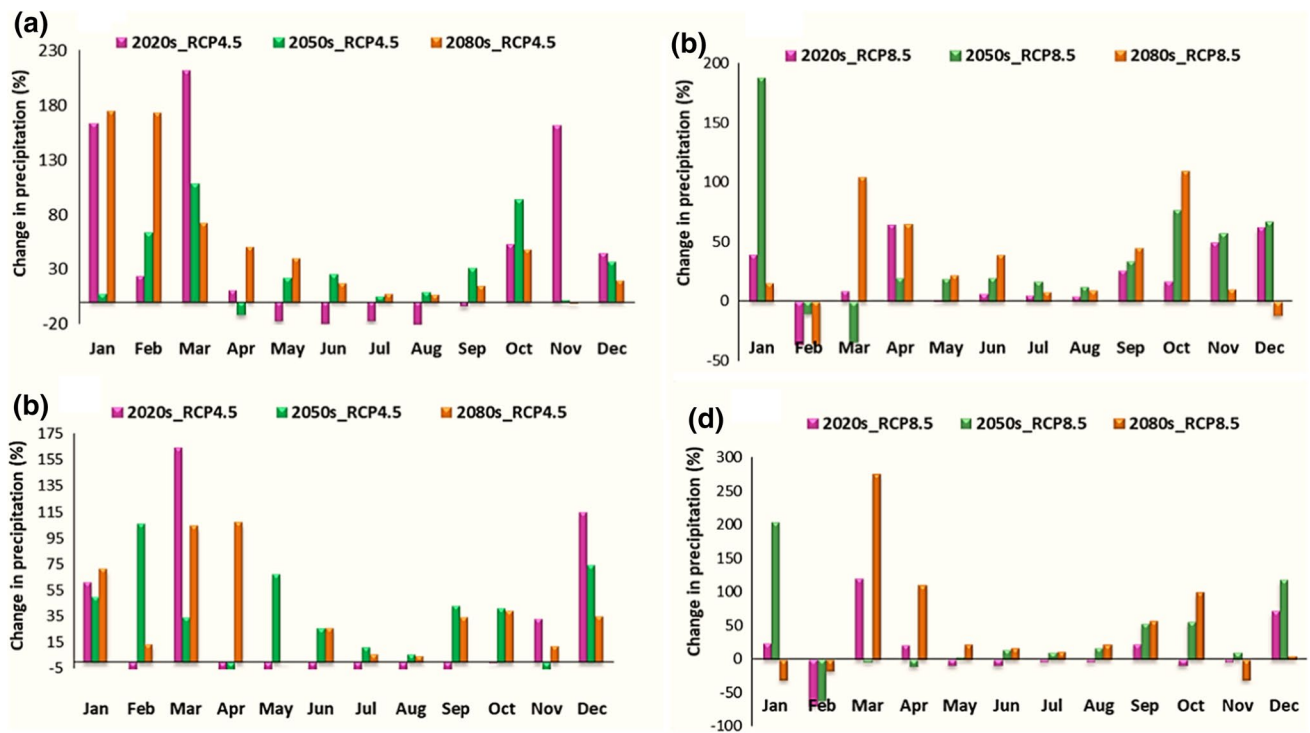 (a)
2020s_RCP4.5 2050s_RCP4.5 2080s_RCP4.5
Change in precipitation (%)
230
180
130
80
30
-20
Jan Feb Mar Apr May Jun Jul Aug Sep Oct Nov Dec
(b)
2020s_RCP8.5 2050s_RCP8.5 2080s_RCP8.5
Change in precipitation (%)
200
150
100
50
0
-50
Jan Feb Mar Apr May Jun Jul Aug Sep Oct Nov Dec
(b)
2020s_RCP4.5 2050s_RCP4.5 2080s_RCP4.5
Change in precipitation (%)
175
155
135
115
95
75
55
35
15
-5
Jan Feb Mar Apr May Jun Jul Aug Sep Oct Nov Dec
(d)
2020s_RCP8.5 2050s_RCP8.5 2080s_RCP8.5
Change in precipitation (%)
300
250
200
150
100
50
0
-50
-100
Jan Feb Mar Apr May Jun Jul Aug Sep Oct Nov Dec